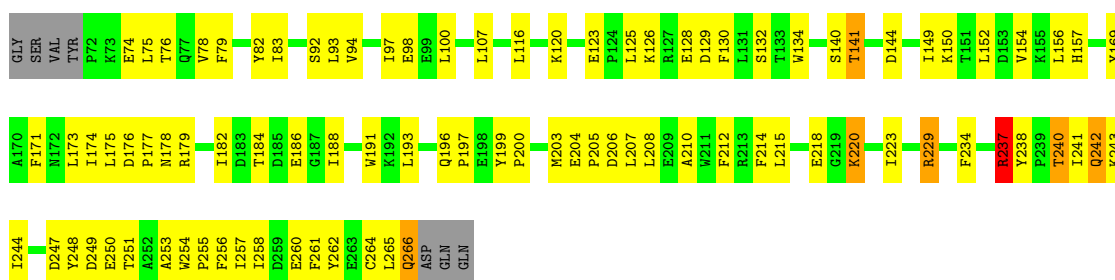 GLY SER VAL TYR P72 K73 E74 L75 T76 Q77 V78 F79 Y82 I83 S92 L93 V94 I97 E98 E99 L100 L107 L116 K120 E123 P124 L125 K126 R127 E128 D129 F130 L131 S132 T133 W134 S140 T141 D144 I149 K150 T151 L152 D153 V154 K155 L156 H157
A170 F171 N172 L173 I174 L175 D176 P177 N178 R179 I182 D183 T184 D185 E186 G187 I188 W191 K192 L193 Q196 P197 E198 Y199 P200 M203 E204 P205 D206 L207 L208 E209 A210 W211 F212 R213 F214 L215 E218 G219 K220 I223 R229 F234 R237 Y238 P239 T240 I241 Q242
I244 D247 Y248 D249 E250 T251 A252 A253 W254 P255 F256 I257 I258 D259 E260 F261 Y262 E263 C264 L265 Q266 ASP GLN GLN